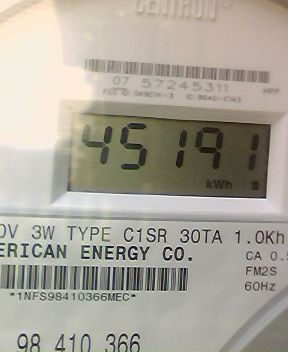 CENTRON®
07 57245311
45191
kWh
0V 3W TYPE C1SR 30TA 1.0Kh
ERICAN ENERGY CO.
CA 0.5
FM2S
60Hz
*1NFS98410366MEC*
98 410 366